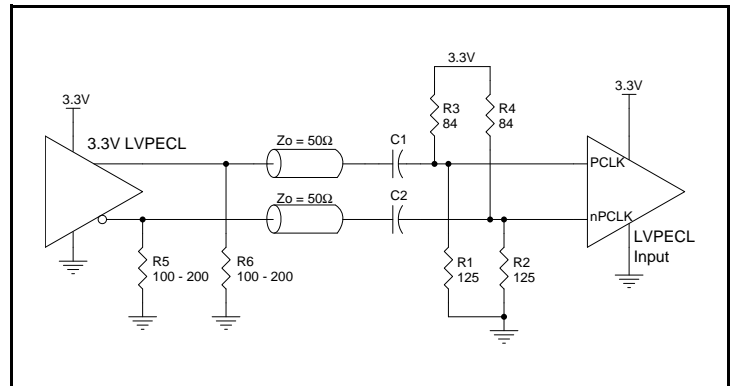 3.3V
3.3V
3.3V
R3
84
R4
84
3.3V LVPECL
Zo = 50Ω
C1
PCLK
Zo = 50Ω
C2
nPCLK
LVPECL
Input
R5
100 - 200
R6
100 - 200
R1
125
R2
125